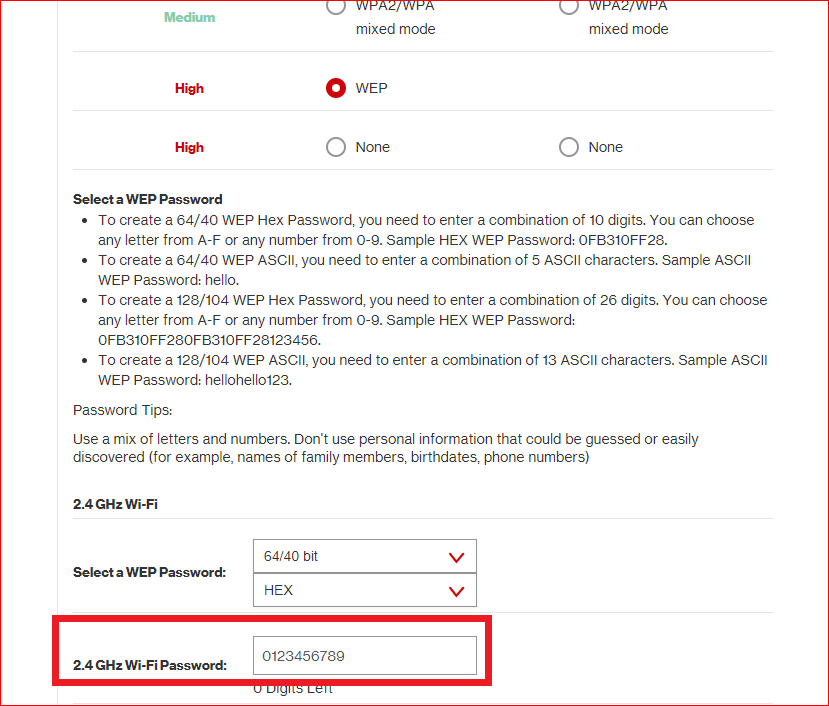 WPA2/WPA WPA2/WPA
Medium
mixed mode mixed mode
High WEP
High None None
Select a WEP Password
• To create a 64/40 WEP Hex Password, you need to enter a combination of 10 digits. You can choose
any letter from A-F or any number from 0-9. Sample HEX WEP Password: 0FB310FF28.
• To create a 64/40 WEP ASCII, you need to enter a combination of 5 ASCII characters. Sample ASCII
WEP Password: hello.
• To create a 128/104 WEP Hex Password, you need to enter a combination of 26 digits. You can choose
any letter from A-F or any number from 0-9. Sample HEX WEP Password:
0FB310FF280FB310FF28123456.
• To create a 128/104 WEP ASCII, you need to enter a combination of 13 ASCII characters. Sample ASCII
WEP Password: hellohello123.
Password Tips:
Use a mix of letters and numbers. Don't use personal information that could be guessed or easily
discovered (for example, names of family members, birthdates, phone numbers)
2.4 GHz Wi-Fi
64/40 bit
Select a WEP Password:
HEX
2.4 GHz Wi-Fi Password: 0123456789
0 Digits Left